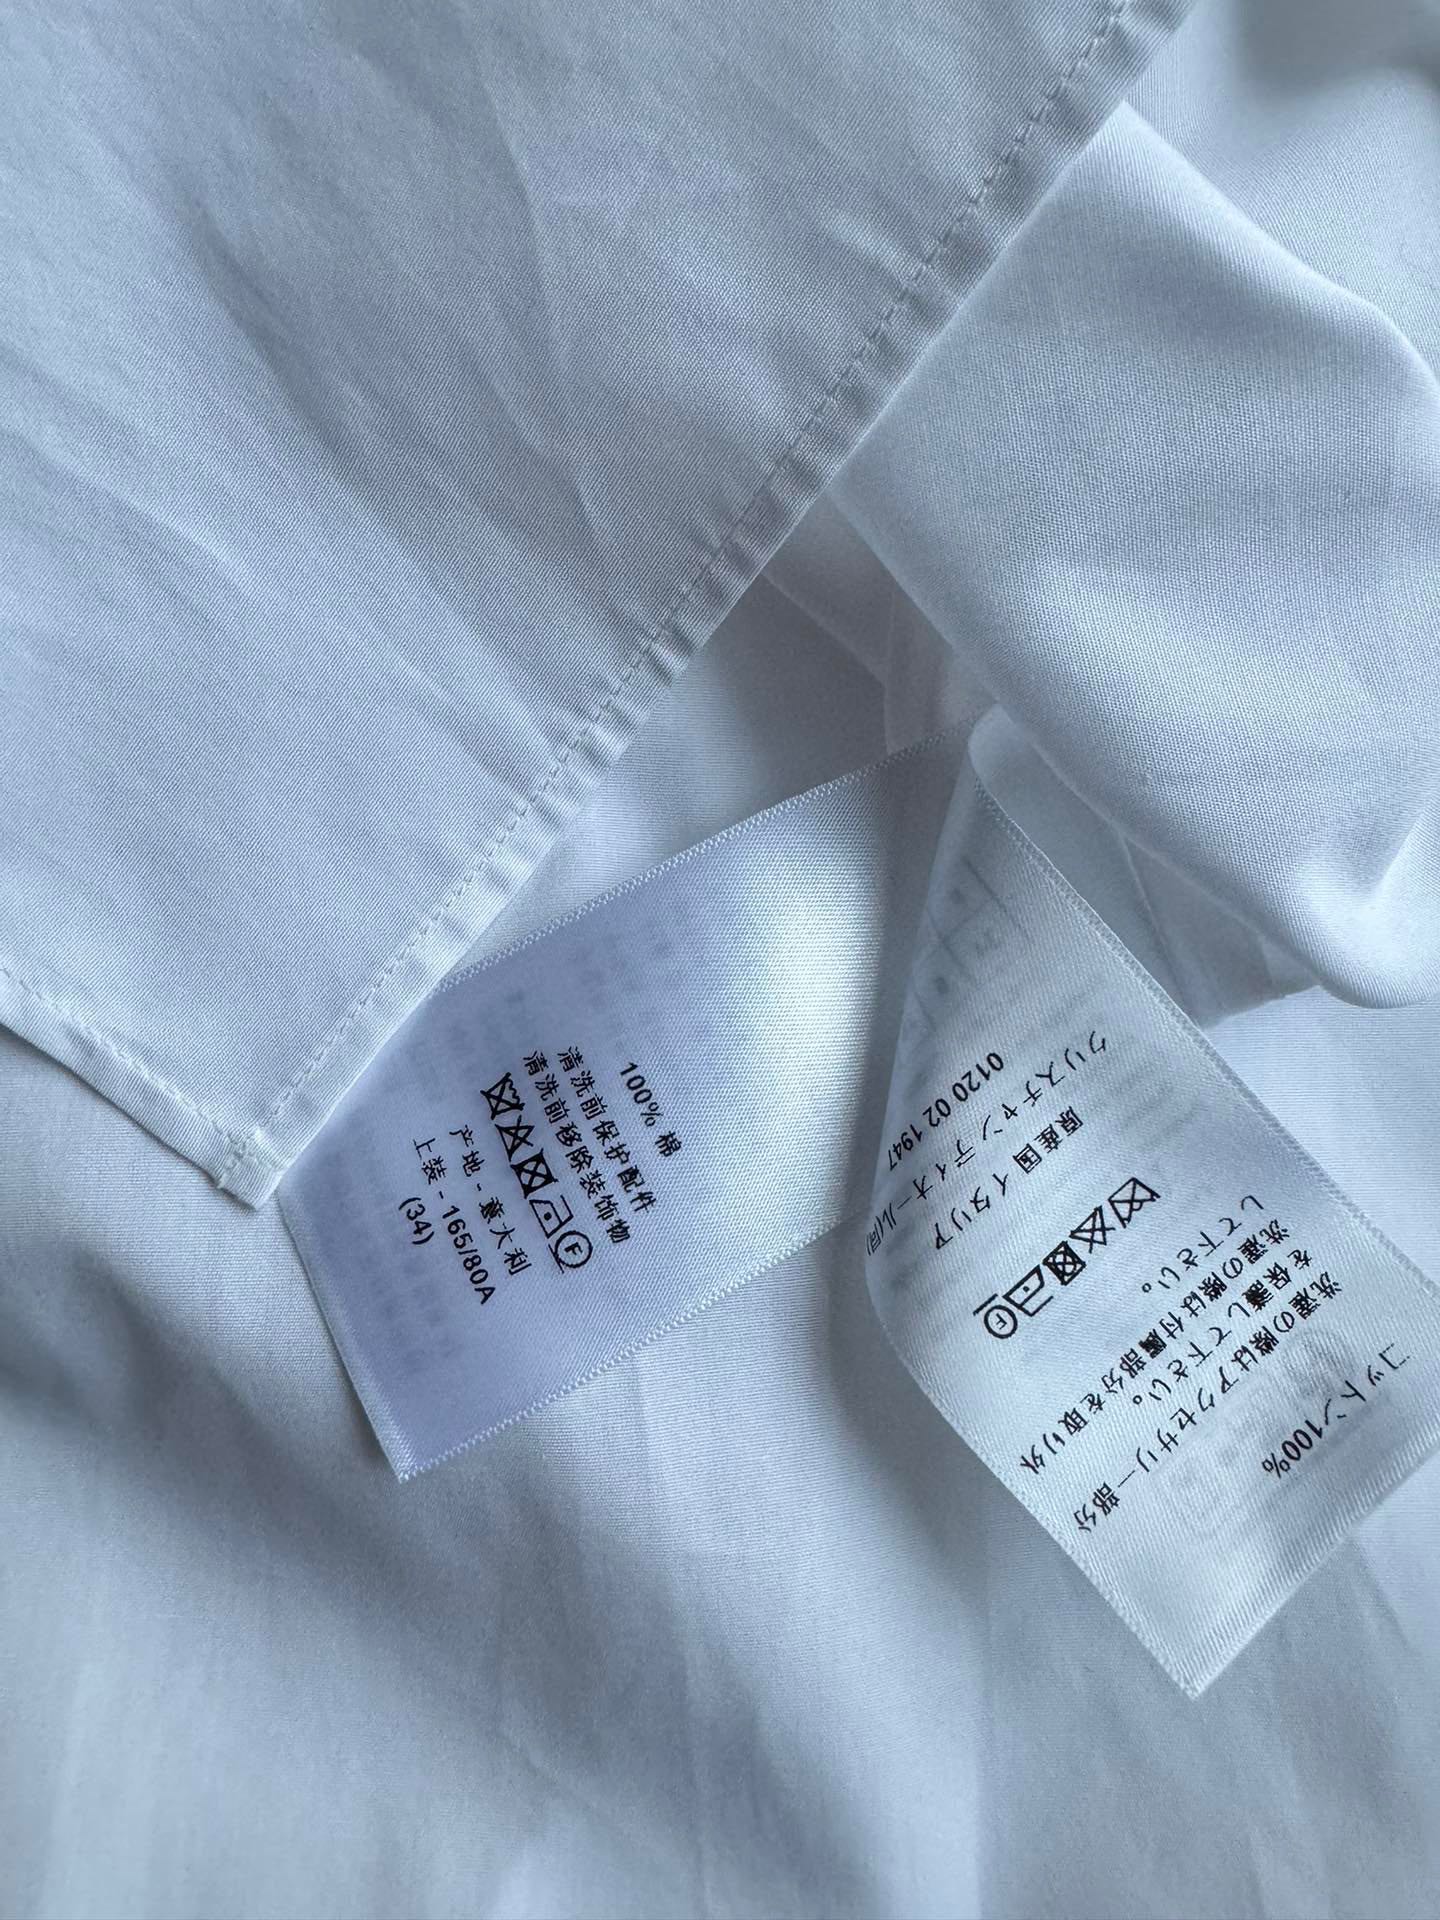 100% 棉
清洗前保护配件
清洗前移除装饰物
F
产地 - 意大利
上装 - 165/80A
(34)
コットン100%
洗濯の際はアクセサリー部分
を保護して下さい。
洗濯の際は付属部分を取り外
して下さい。
F
原産国 イタリア
クリスチャン ディオール(同)
0120 02 1947